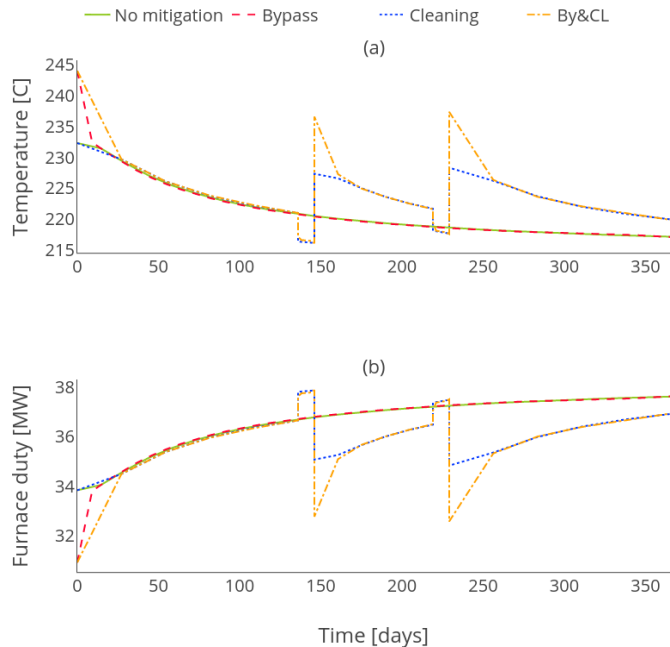 No mitigation Bypass Cleaning By&CL
(a)
Temperature [C]
245
240
235
230
225
220
215
0 50 100 150 200 250 300 350
(b)
Furnace duty [MW]
38
36
34
32
0 50 100 150 200 250 300 350
Time [days]